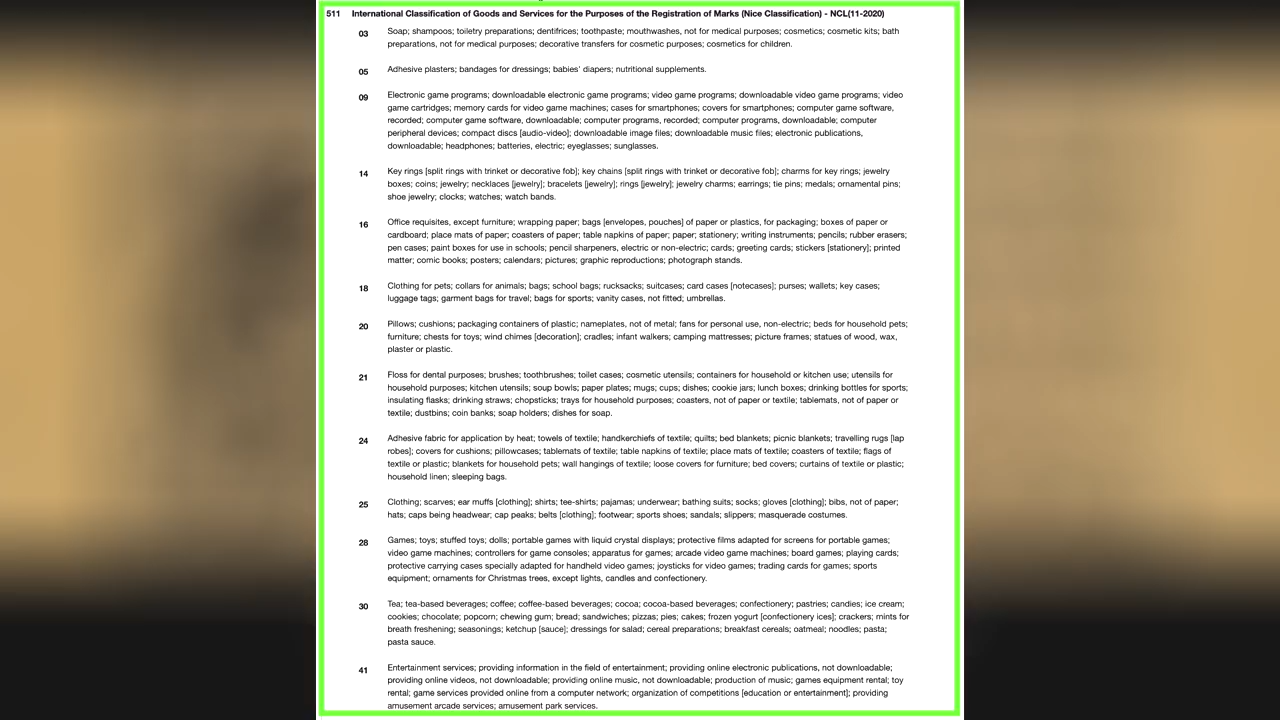 511 International Classification of Goods and Services for the Purposes of the Registration of Marks (Nice Classification) - NCL(11-2020)
03 Soap; shampoos; toiletry preparations; dentifrices; toothpaste; mouthwashes, not for medical purposes; cosmetics; cosmetic kits; bath
preparations, not for medical purposes; decorative transfers for cosmetic purposes; cosmetics for children.
05 Adhesive plasters; bandages for dressings; babies' diapers; nutritional supplements.
09 Electronic game programs; downloadable electronic game programs; video game programs; downloadable video game programs; video
game cartridges; memory cards for video game machines; cases for smartphones; covers for smartphones; computer game software,
recorded; computer game software, downloadable; computer programs, recorded; computer programs, downloadable; computer
peripheral devices; compact discs [audio-video]; downloadable image files; downloadable music files; electronic publications,
downloadable; headphones; batteries, electric; eyeglasses; sunglasses.
14 Key rings [split rings with trinket or decorative fob]; key chains [split rings with trinket or decorative fob]; charms for key rings; jewelry
boxes; coins; jewelry; necklaces [jewelry]; bracelets [jewelry]; rings [jewelry]; jewelry charms; earrings; tie pins; medals; ornamental pins;
shoe jewelry; clocks; watches; watch bands.
16 Office requisites, except furniture; wrapping paper; bags [envelopes, pouches] of paper or plastics, for packaging; boxes of paper or
cardboard; place mats of paper; coasters of paper; table napkins of paper; paper; stationery; writing instruments; pencils; rubber erasers;
pen cases; paint boxes for use in schools; pencil sharpeners, electric or non-electric; cards; greeting cards; stickers [stationery]; printed
matter; comic books; posters; calendars; pictures; graphic reproductions; photograph stands.
18 Clothing for pets; collars for animals; bags; school bags; rucksacks; suitcases; card cases [notecases]; purses; wallets; key cases;
luggage tags; garment bags for travel; bags for sports; vanity cases, not fitted; umbrellas.
20 Pillows; cushions; packaging containers of plastic; nameplates, not of metal; fans for personal use, non-electric; beds for household pets;
furniture; chests for toys; wind chimes [decoration]; cradles; infant walkers; camping mattresses; picture frames; statues of wood, wax,
plaster or plastic.
21 Floss for dental purposes; brushes; toothbrushes; toilet cases; cosmetic utensils; containers for household or kitchen use; utensils for
household purposes; kitchen utensils; soup bowls; paper plates; mugs; cups; dishes; cookie jars; lunch boxes; drinking bottles for sports;
insulating flasks; drinking straws; chopsticks; trays for household purposes; coasters, not of paper or textile; tablemats, not of paper or
textile; dustbins; coin banks; soap holders; dishes for soap.
24 Adhesive fabric for application by heat; towels of textile; handkerchiefs of textile; quilts; bed blankets; picnic blankets; travelling rugs [lap
robes]; covers for cushions; pillowcases; tablemats of textile; table napkins of textile; place mats of textile; coasters of textile; flags of
textile or plastic; blankets for household pets; wall hangings of textile; loose covers for furniture; bed covers; curtains of textile or plastic;
household linen; sleeping bags.
25 Clothing; scarves; ear muffs [clothing]; shirts; tee-shirts; pajamas; underwear; bathing suits; socks; gloves [clothing]; bibs, not of paper;
hats; caps being headwear; cap peaks; belts [clothing]; footwear; sports shoes; sandals; slippers; masquerade costumes.
28 Games; toys; stuffed toys; dolls; portable games with liquid crystal displays; protective films adapted for screens for portable games;
video game machines; controllers for game consoles; apparatus for games; arcade video game machines; board games; playing cards;
protective carrying cases specially adapted for handheld video games; joysticks for video games; trading cards for games; sports
equipment; ornaments for Christmas trees, except lights, candles and confectionery.
30 Tea; tea-based beverages; coffee; coffee-based beverages; cocoa; cocoa-based beverages; confectionery; pastries; candies; ice cream;
cookies; chocolate; popcorn; chewing gum; bread; sandwiches; pizzas; pies; cakes; frozen yogurt [confectionery ices]; crackers; mints for
breath freshening; seasonings; ketchup [sauce]; dressings for salad; cereal preparations; breakfast cereals; oatmeal; noodles; pasta;
pasta sauce.
41 Entertainment services; providing information in the field of entertainment; providing online electronic publications, not downloadable;
providing online videos, not downloadable; providing online music, not downloadable; production of music; games equipment rental; toy
rental; game services provided online from a computer network; organization of competitions [education or entertainment]; providing
amusement arcade services; amusement park services.